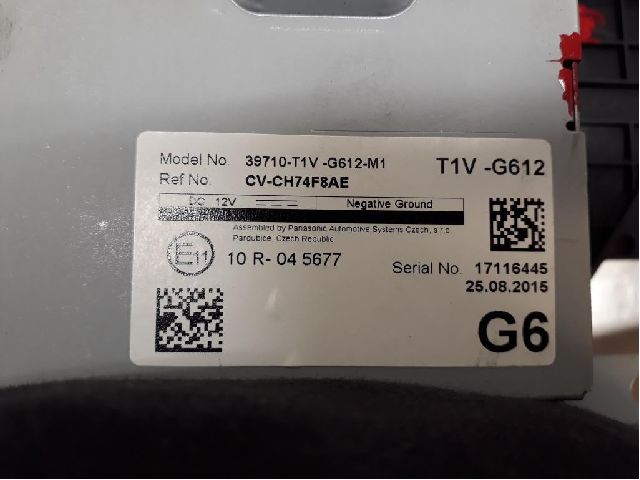 Model No 39710-T1V -G612-M1 T1V -G612
Ref No. CV-CH74F8AE
DC 12V Negative Ground
Assembled by Panasonic Automotive Systems Czech, s.r.o
Pardubice, Czech Republic
E11 10 R- 04 5677
Serial No. 17116445
25.08.2015
G6